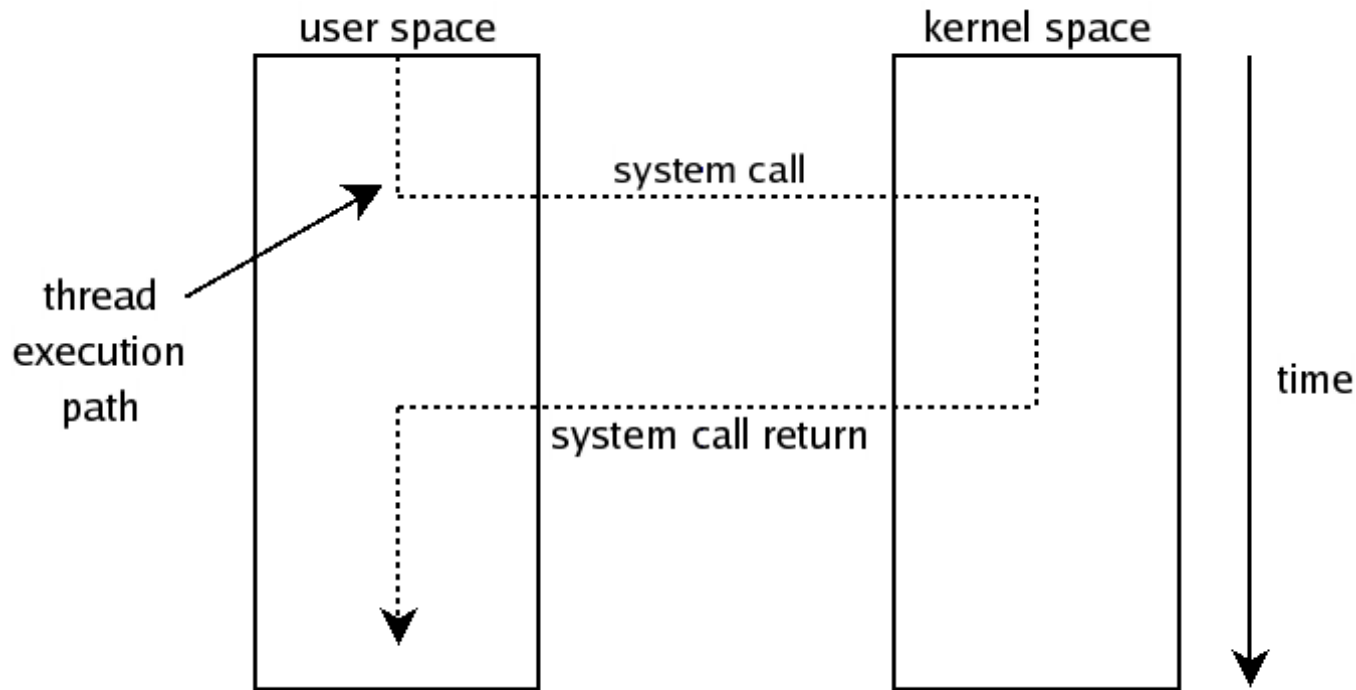 user space
kernel space
system call
thread
execution
path
time
system call return